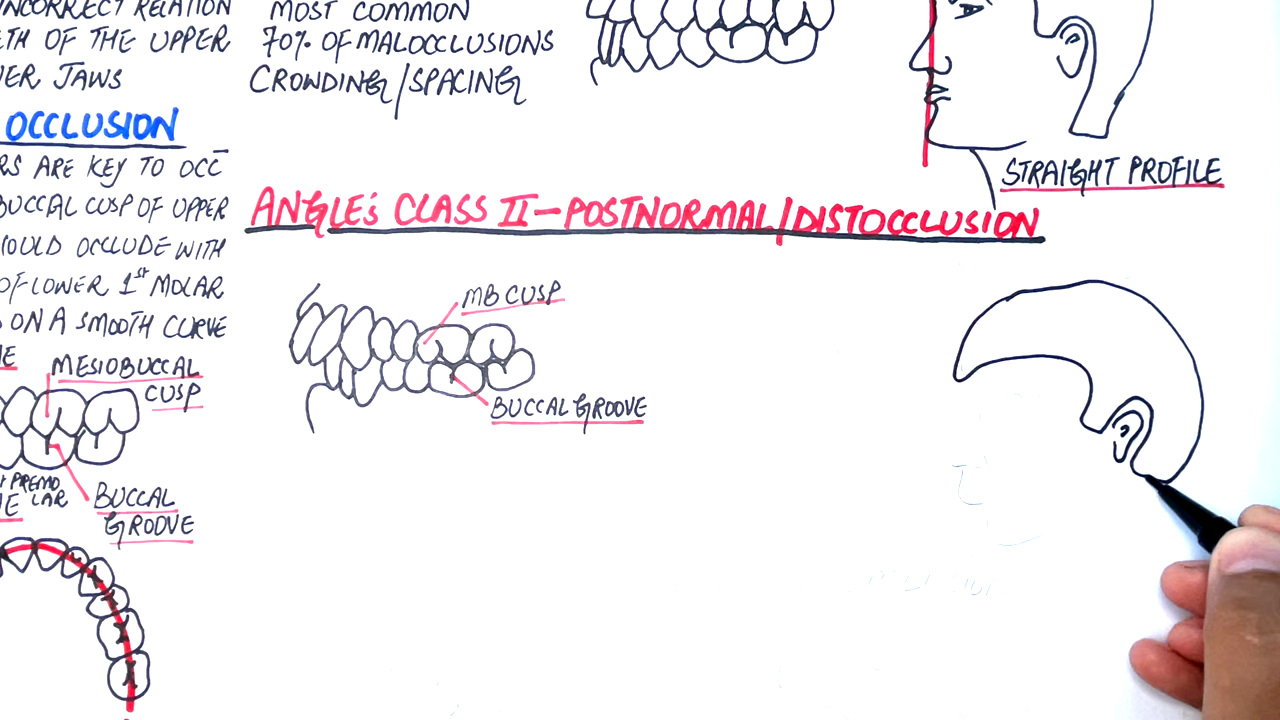 INCORRECT RELATION
TH OF THE UPPER
ER JAWS
OCCLUSION
RS ARE KEY TO OCC
BUCCAL CUSP OF UPPER
OULD OCCLUDE WITH
OF LOWER 1st MOLAR
ON A SMOOTH CURVE
MESIOBUCCAL
CUSP
PREMO
LAR
BUCCAL
GROOVE
MOST COMMON
70% OF MALOCCLUSIONS
CROWDING/SPACING
STRAIGHT PROFILE
ANGLE's CLASS II-POSTNORMAL/DISTOCCLUSION
MB CUSP
BUCCAL GROOVE